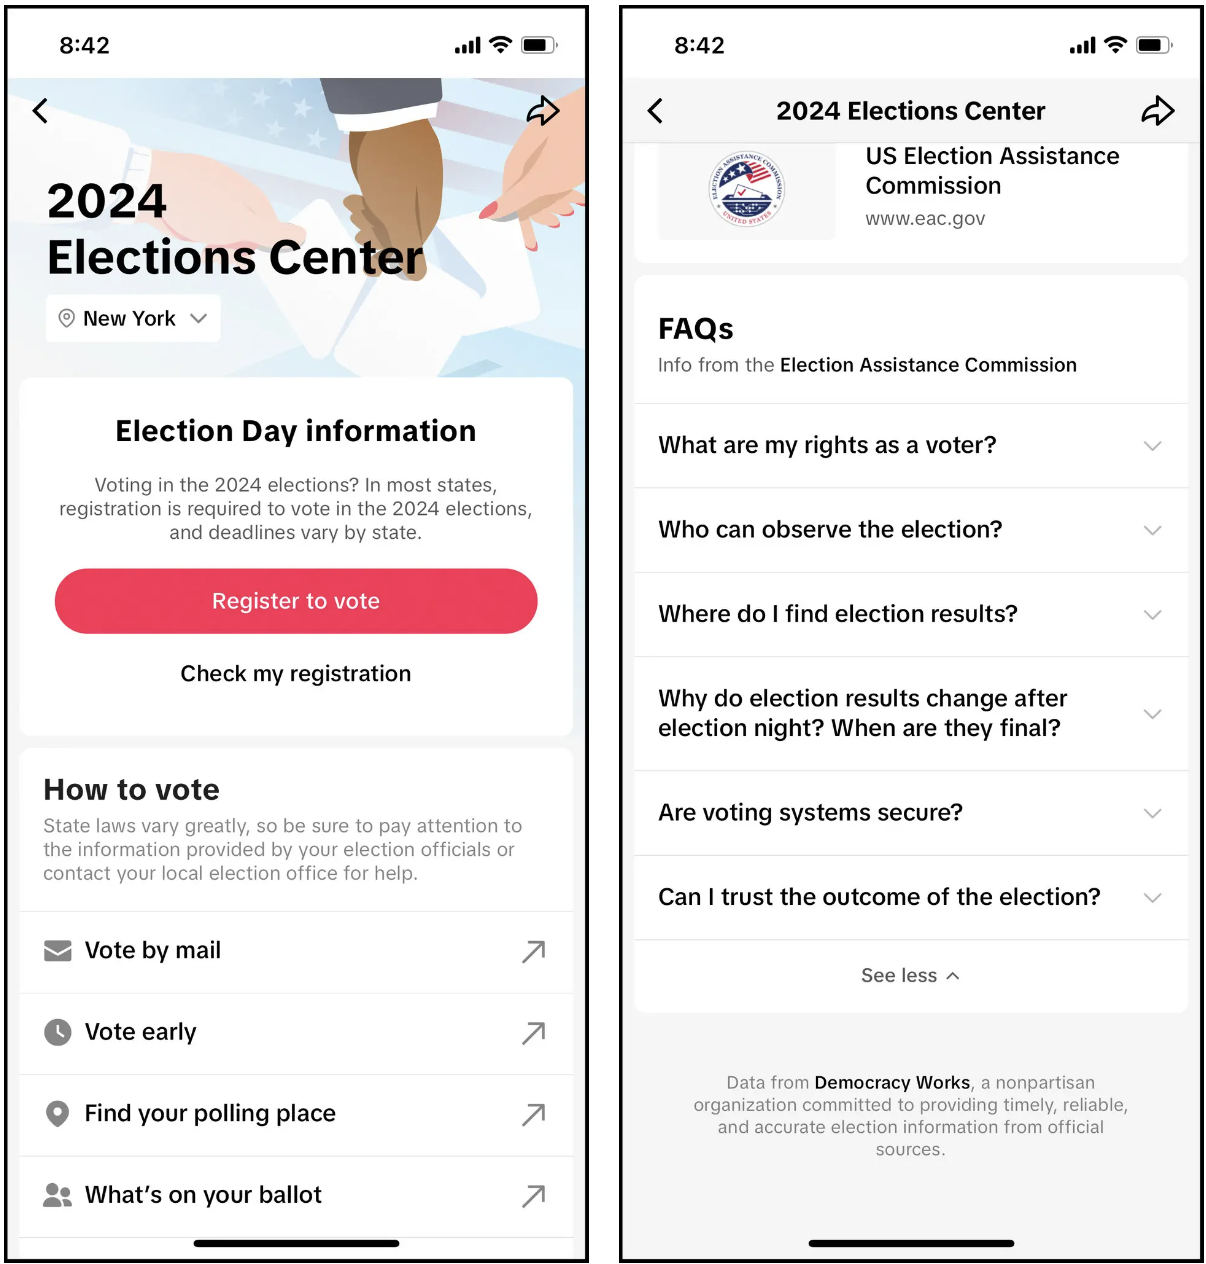 8:42
2024
Elections Center
New York
Election Day information
Voting in the 2024 elections? In most states,
registration is required to vote in the 2024 elections,
and deadlines vary by state.
Register to vote
Check my registration
How to vote
State laws vary greatly, so be sure to pay attention to
the information provided by your election officials or
contact your local election office for help.
Vote by mail
Vote early
Find your polling place
What's on your ballot
8:42
2024 Elections Center
ELECTION ASSISTANCE COMMISSION
UNITED STATES
US Election Assistance
Commission
www.eac.gov
FAQs
Info from the Election Assistance Commission
What are my rights as a voter?
Who can observe the election?
Where do I find election results?
Why do election results change after
election night? When are they final?
Are voting systems secure?
Can I trust the outcome of the election?
See less
Data from Democracy Works, a nonpartisan
organization committed to providing timely, reliable,
and accurate election information from official
sources.